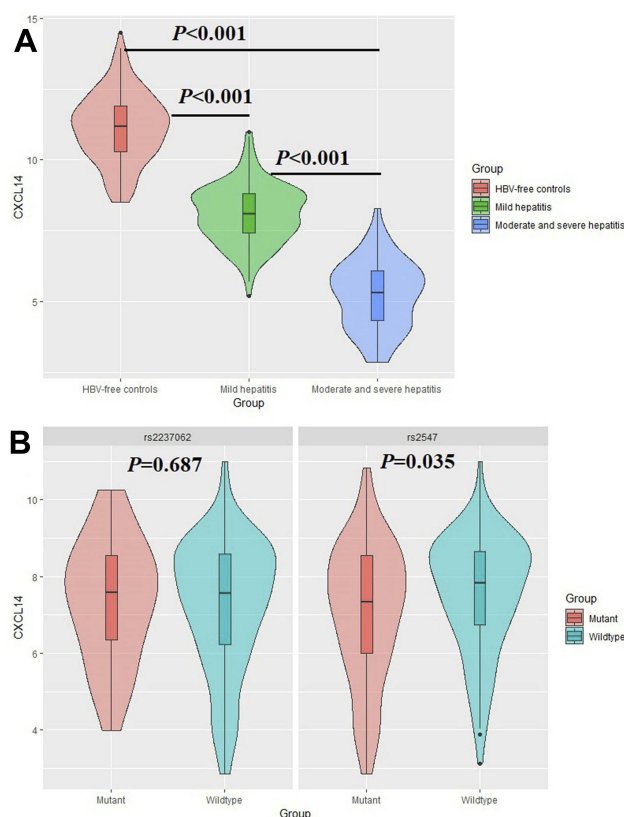 A
15
P<0.001
P<0.001
P<0.001
10
5
CXCL14
HBV-free controls
Mild hepatitis
Moderate and severe hepatitis
Group
Group
HBV-free controls
Mild hepatitis
Moderate and severe hepatitis
B
rs2237062
rs2547
P=0.687
P=0.035
10
8
6
4
CXCL14
Mutant
Wildtype
Mutant
Wildtype
Group
Group
Mutant
Wildtype